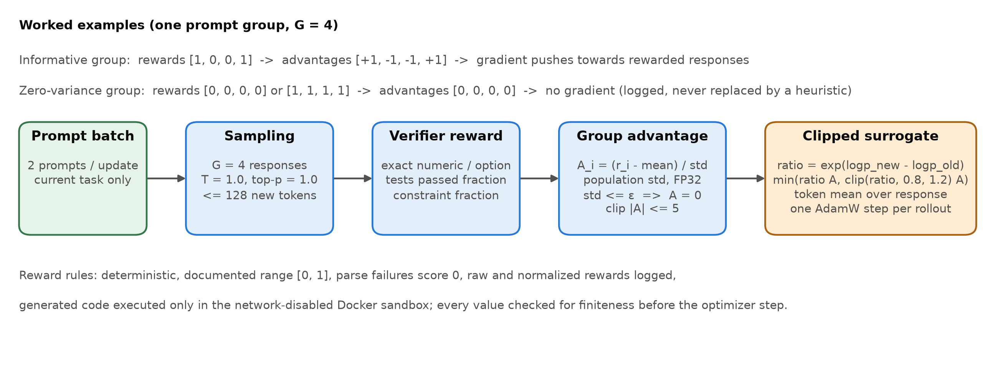 Worked examples (one prompt group, G = 4)
Informative group:  rewards [1, 0, 0, 1]  ->  advantages [+1, -1, -1, +1]  ->  gradient pushes towards rewarded responses
Zero-variance group:  rewards [0, 0, 0, 0] or [1, 1, 1, 1]  ->  advantages [0, 0, 0, 0]  ->  no gradient (logged, never replaced by a heuristic)
Prompt batch
2 prompts / update
current task only
Sampling
G = 4 responses
T = 1.0, top-p = 1.0
<= 128 new tokens
Verifier reward
exact numeric / option
tests passed fraction
constraint fraction
Group advantage
A_i = (r_i - mean) / std
population std, FP32
std <= ε  =>  A = 0
clip |A| <= 5
Clipped surrogate
ratio = exp(logp_new - logp_old)
min(ratio A, clip(ratio, 0.8, 1.2) A)
token mean over response
one AdamW step per rollout
Reward rules: deterministic, documented range [0, 1], parse failures score 0, raw and normalized rewards logged,
generated code executed only in the network-disabled Docker sandbox; every value checked for finiteness before the optimizer step.